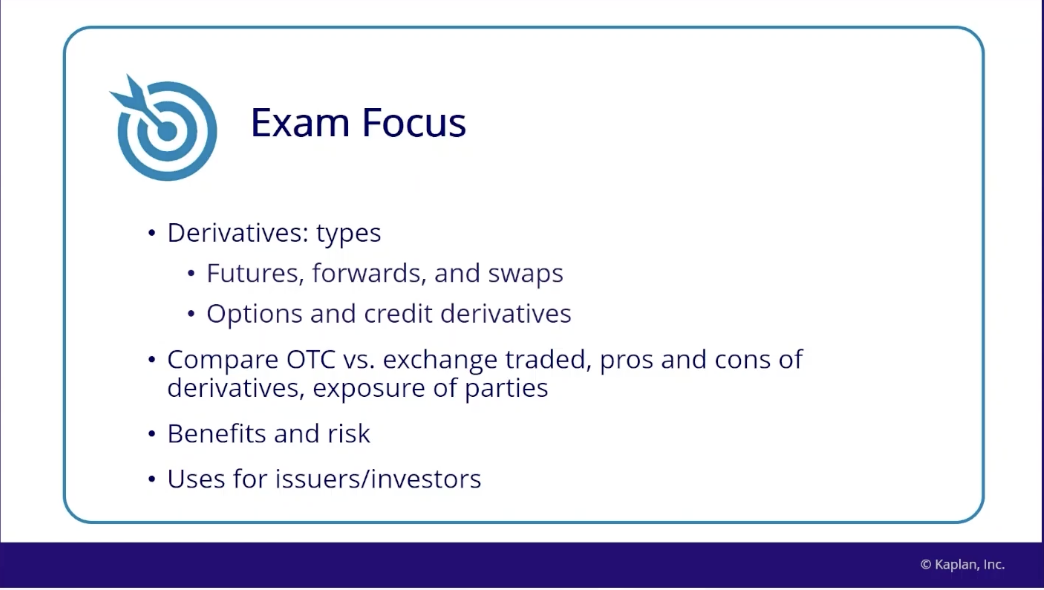 Exam Focus
• Derivatives: types
• Futures, forwards, and swaps
• Options and credit derivatives
• Compare OTC vs. exchange traded, pros and cons of
derivatives, exposure of parties
• Benefits and risk
• Uses for issuers/investors
© Kaplan, Inc.